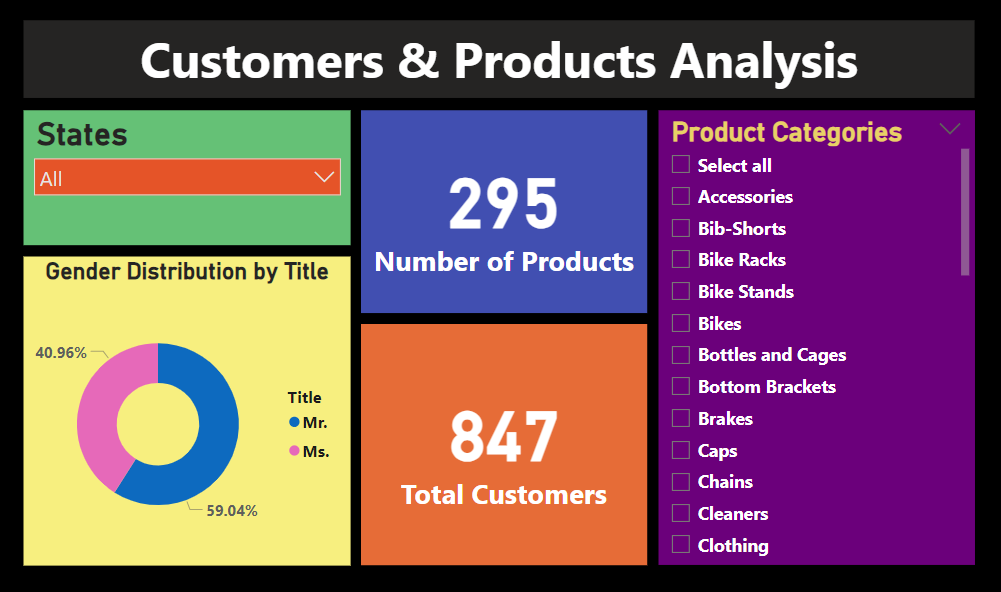 Customers & Products Analysis
States
All
Gender Distribution by Title
40.96%
59.04%
Title
Mr.
Ms.
295
Number of Products
847
Total Customers
Product Categories
Select all
Accessories
Bib-Shorts
Bike Racks
Bike Stands
Bikes
Bottles and Cages
Bottom Brackets
Brakes
Caps
Chains
Cleaners
Clothing